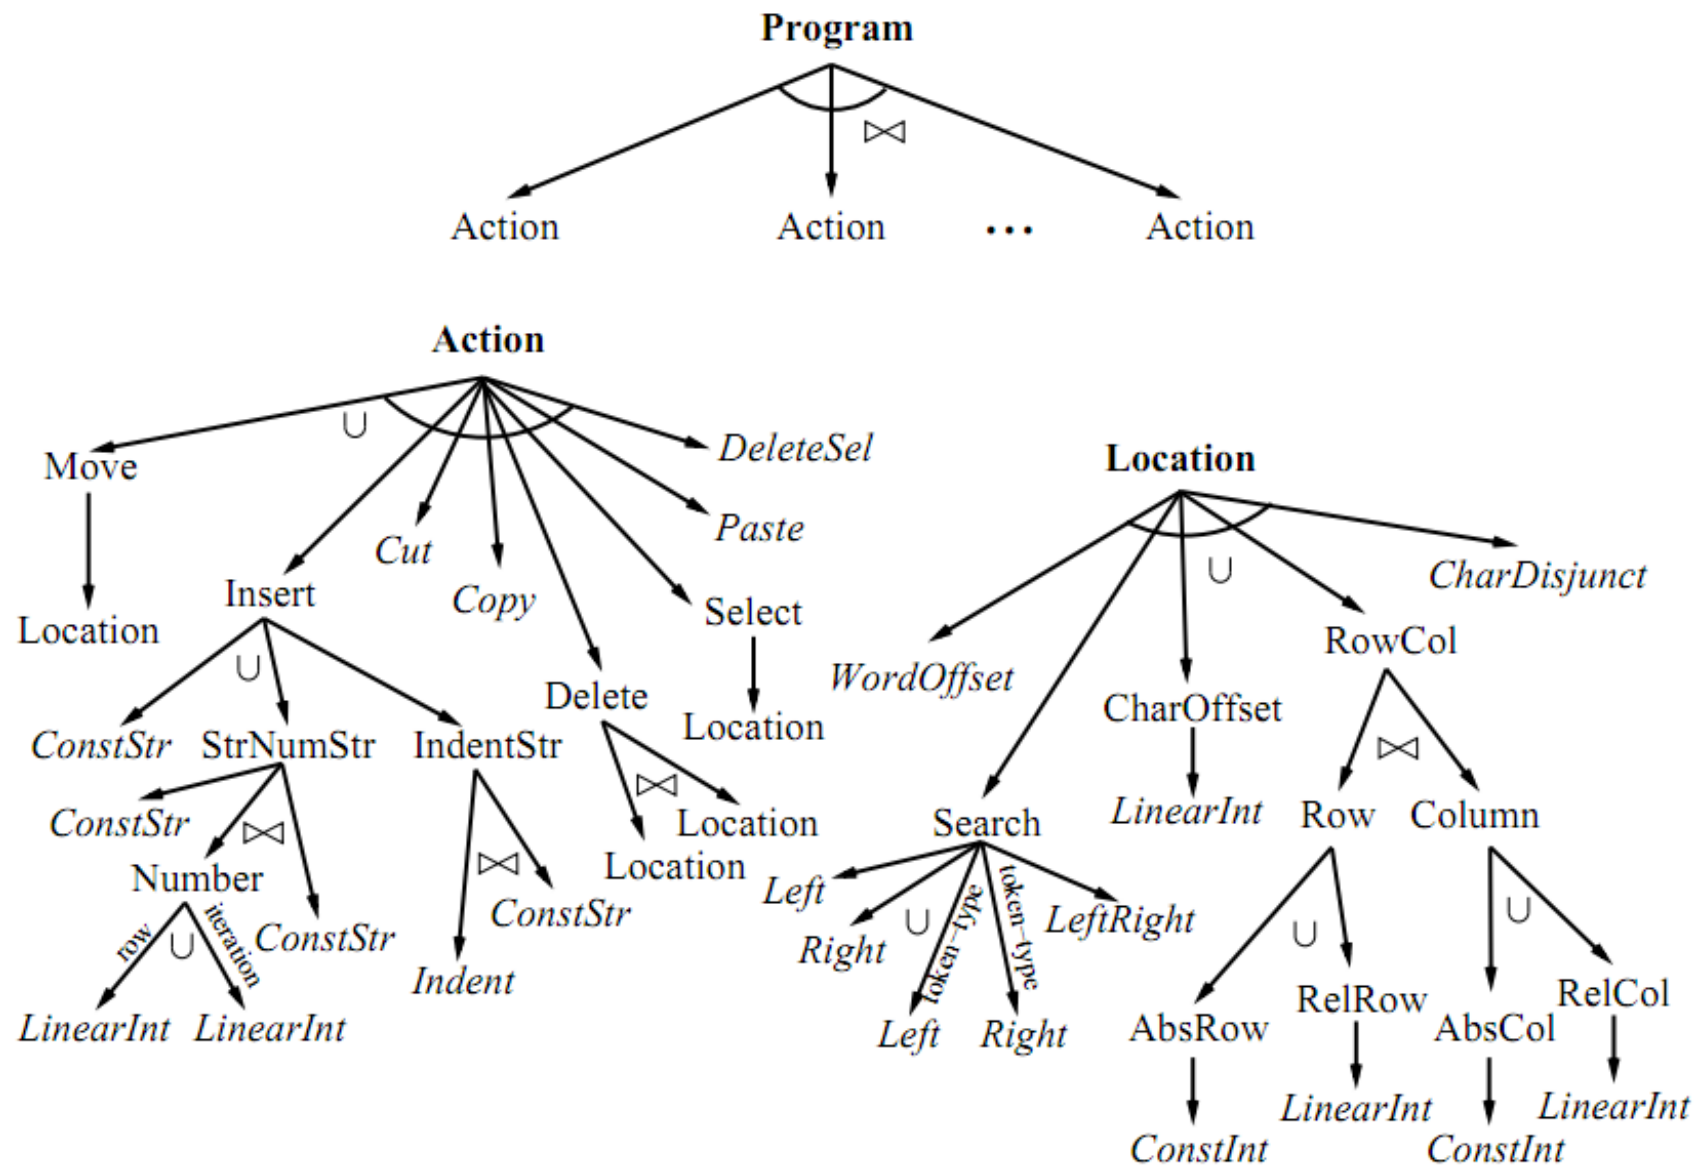 Program
⋈
Action Action ... Action
Action
∪
Move
Location
Insert
∪
ConstStr
StrNumStr
ConstStr
⋈
Number
row
∪
iteration
LinearInt
LinearInt
ConstStr
IndentStr
⋈
Indent
ConstStr
Cut
Copy
Delete
⋈
Location
Location
Select
Location
Paste
DeleteSel
Location
∪
WordOffset
Search
∪
Left
Right
token-type
Left
token-type
Right
LeftRight
CharOffset
LinearInt
RowCol
⋈
Row
∪
AbsRow
ConstInt
RelRow
LinearInt
Column
∪
AbsCol
ConstInt
RelCol
LinearInt
CharDisjunct